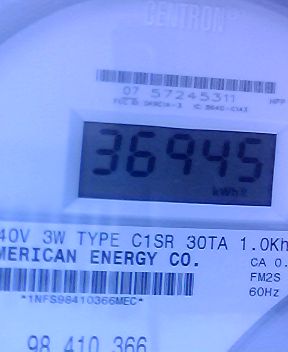 CENTRON®
07 57245311
36945
kWh
40V 3W TYPE C1SR 30TA 1.0Kh
MERICAN ENERGY CO.
CA 0.
FM2S
60Hz
*1NFS98410366MEC*
98 410 366